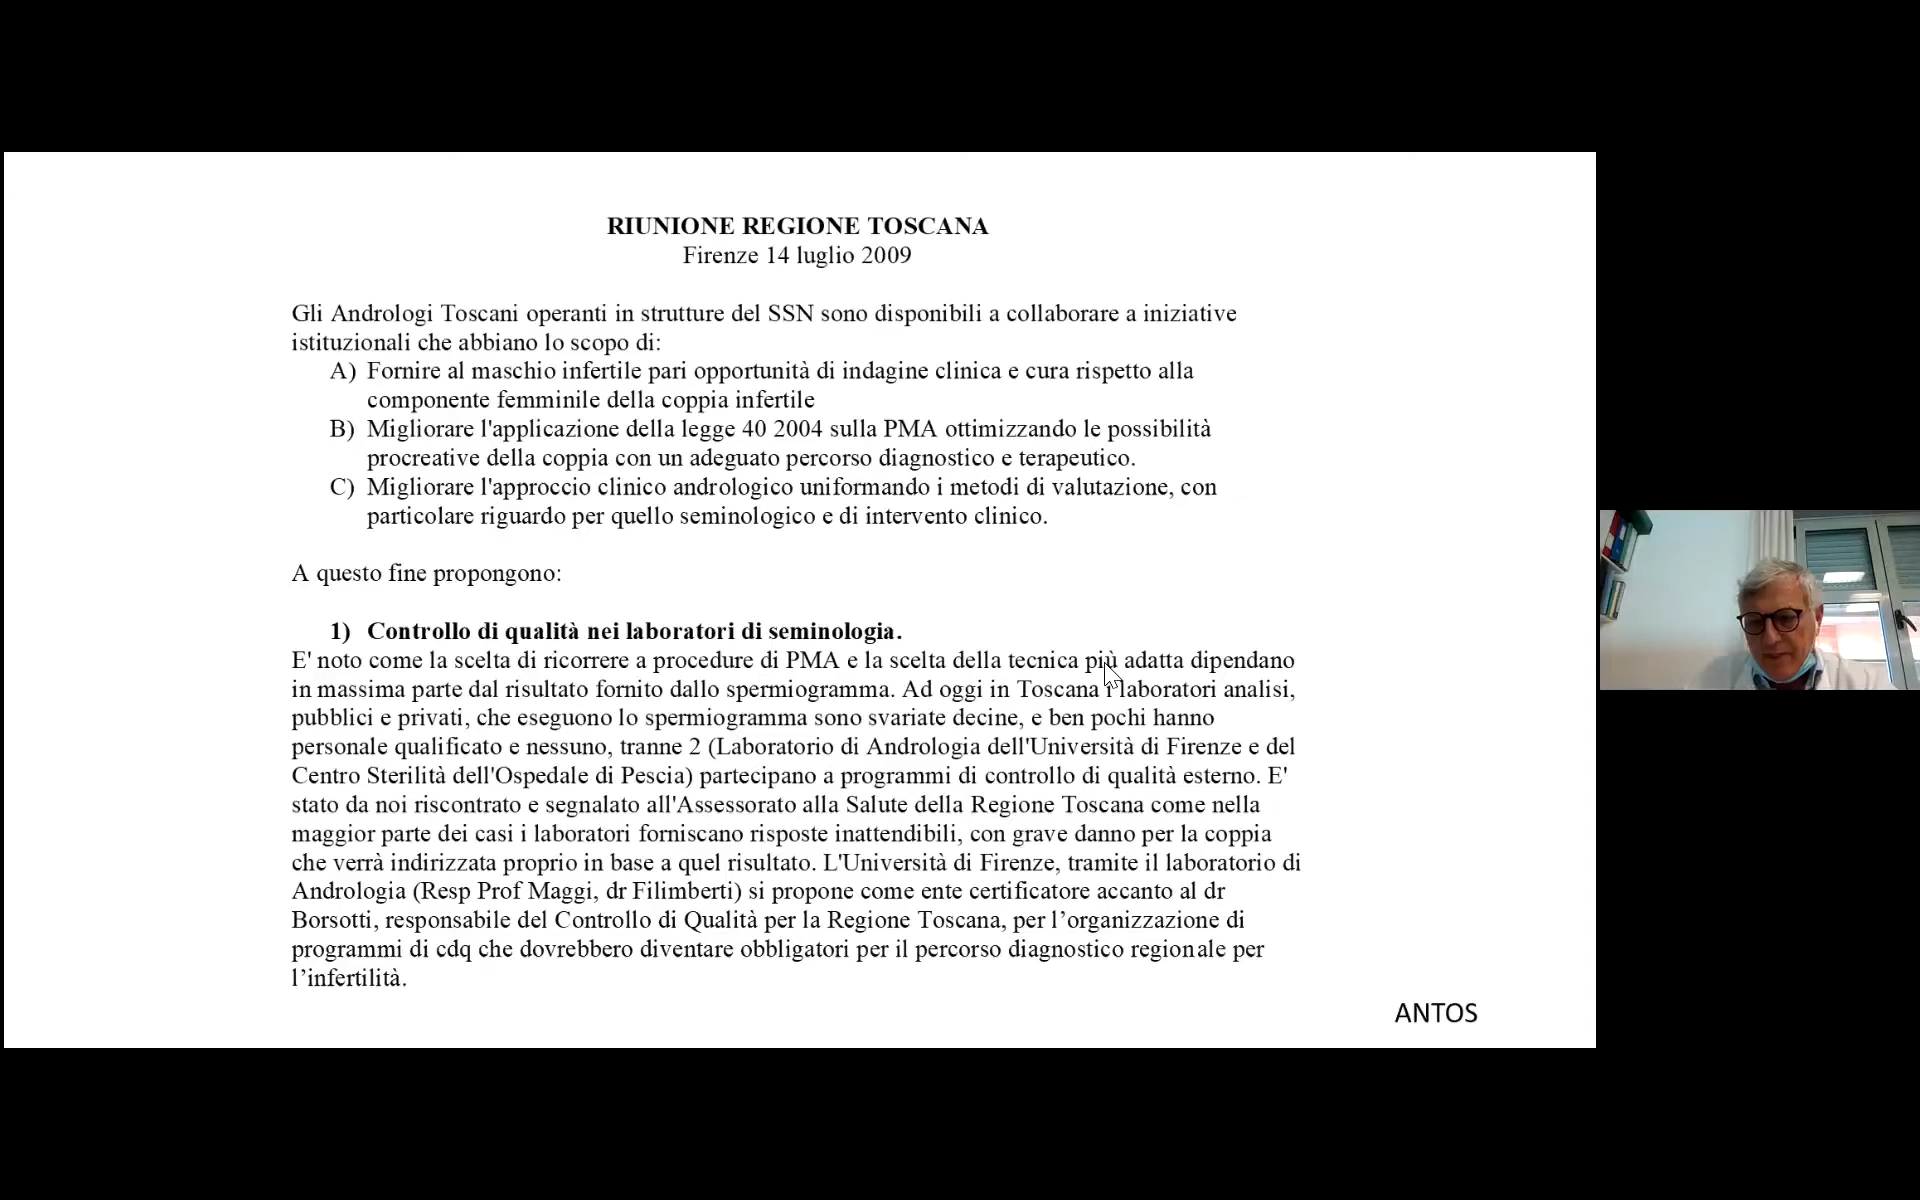 RIUNIONE REGIONE TOSCANA
Firenze 14 luglio 2009
Gli Andrologi Toscani operanti in strutture del SSN sono disponibili a collaborare a iniziative
istituzionali che abbiano lo scopo di:
A) Fornire al maschio infertile pari opportunità di indagine clinica e cura rispetto alla
componente femminile della coppia infertile
B) Migliorare l'applicazione della legge 40 2004 sulla PMA ottimizzando le possibilità
procreative della coppia con un adeguato percorso diagnostico e terapeutico.
C) Migliorare l'approccio clinico andrologico uniformando i metodi di valutazione, con
particolare riguardo per quello seminologico e di intervento clinico.
A questo fine propongono:
1) Controllo di qualità nei laboratori di seminologia.
E' noto come la scelta di ricorrere a procedure di PMA e la scelta della tecnica più adatta dipendano
in massima parte dal risultato fornito dallo spermiogramma. Ad oggi in Toscana i laboratori analisi,
pubblici e privati, che eseguono lo spermiogramma sono svariate decine, e ben pochi hanno
personale qualificato e nessuno, tranne 2 (Laboratorio di Andrologia dell'Università di Firenze e del
Centro Sterilità dell'Ospedale di Pescia) partecipano a programmi di controllo di qualità esterno. E'
stato da noi riscontrato e segnalato all'Assessorato alla Salute della Regione Toscana come nella
maggior parte dei casi i laboratori forniscano risposte inattendibili, con grave danno per la coppia
che verrà indirizzata proprio in base a quel risultato. L'Università di Firenze, tramite il laboratorio di
Andrologia (Resp Prof Maggi, dr Filimberti) si propone come ente certificatore accanto al dr
Borsotti, responsabile del Controllo di Qualità per la Regione Toscana, per l’organizzazione di
programmi di cdq che dovrebbero diventare obbligatori per il percorso diagnostico regionale per
l’infertilità.
ANTOS